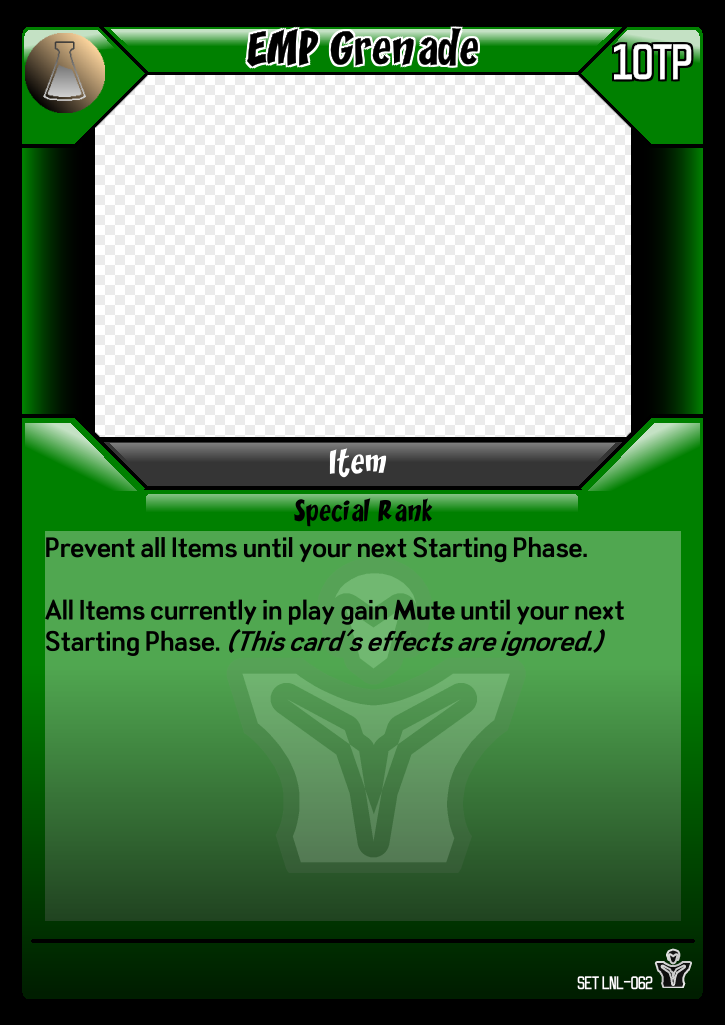 EMP Grenade
10TP
Item
Special Rank
Prevent all Items until your next Starting Phase.
All Items currently in play gain Mute until your next
Starting Phase. (This card's effects are ignored.)
SET LNL-062